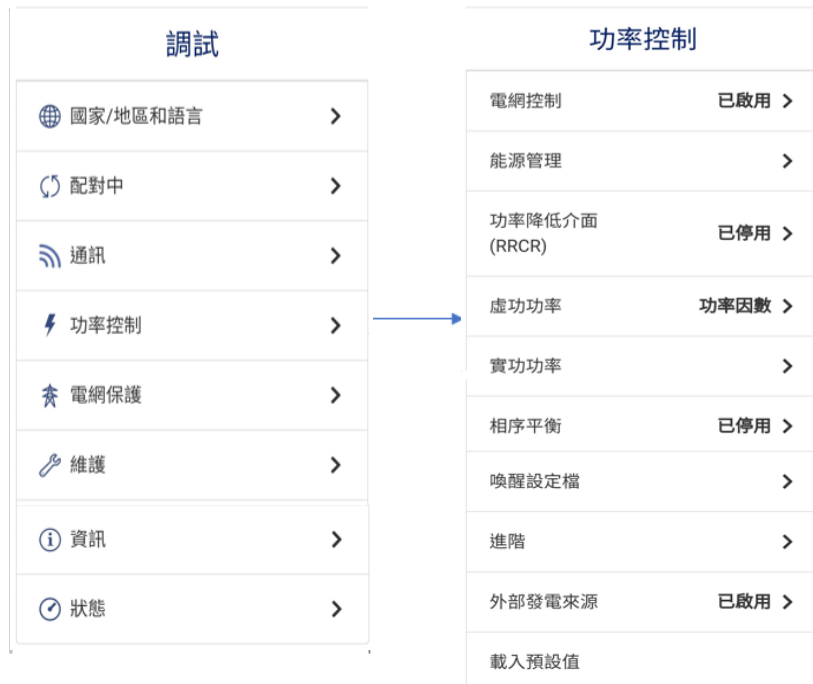 調試
國家/地區和語言
配對中
通訊
功率控制
電網保護
維護
資訊
狀態
功率控制
電網控制 已啟用
能源管理
功率降低介面
(RRCR) 已停用
虛功功率 功率因數
實功功率
相序平衡 已停用
喚醒設定檔
進階
外部發電來源 已啟用
載入預設值